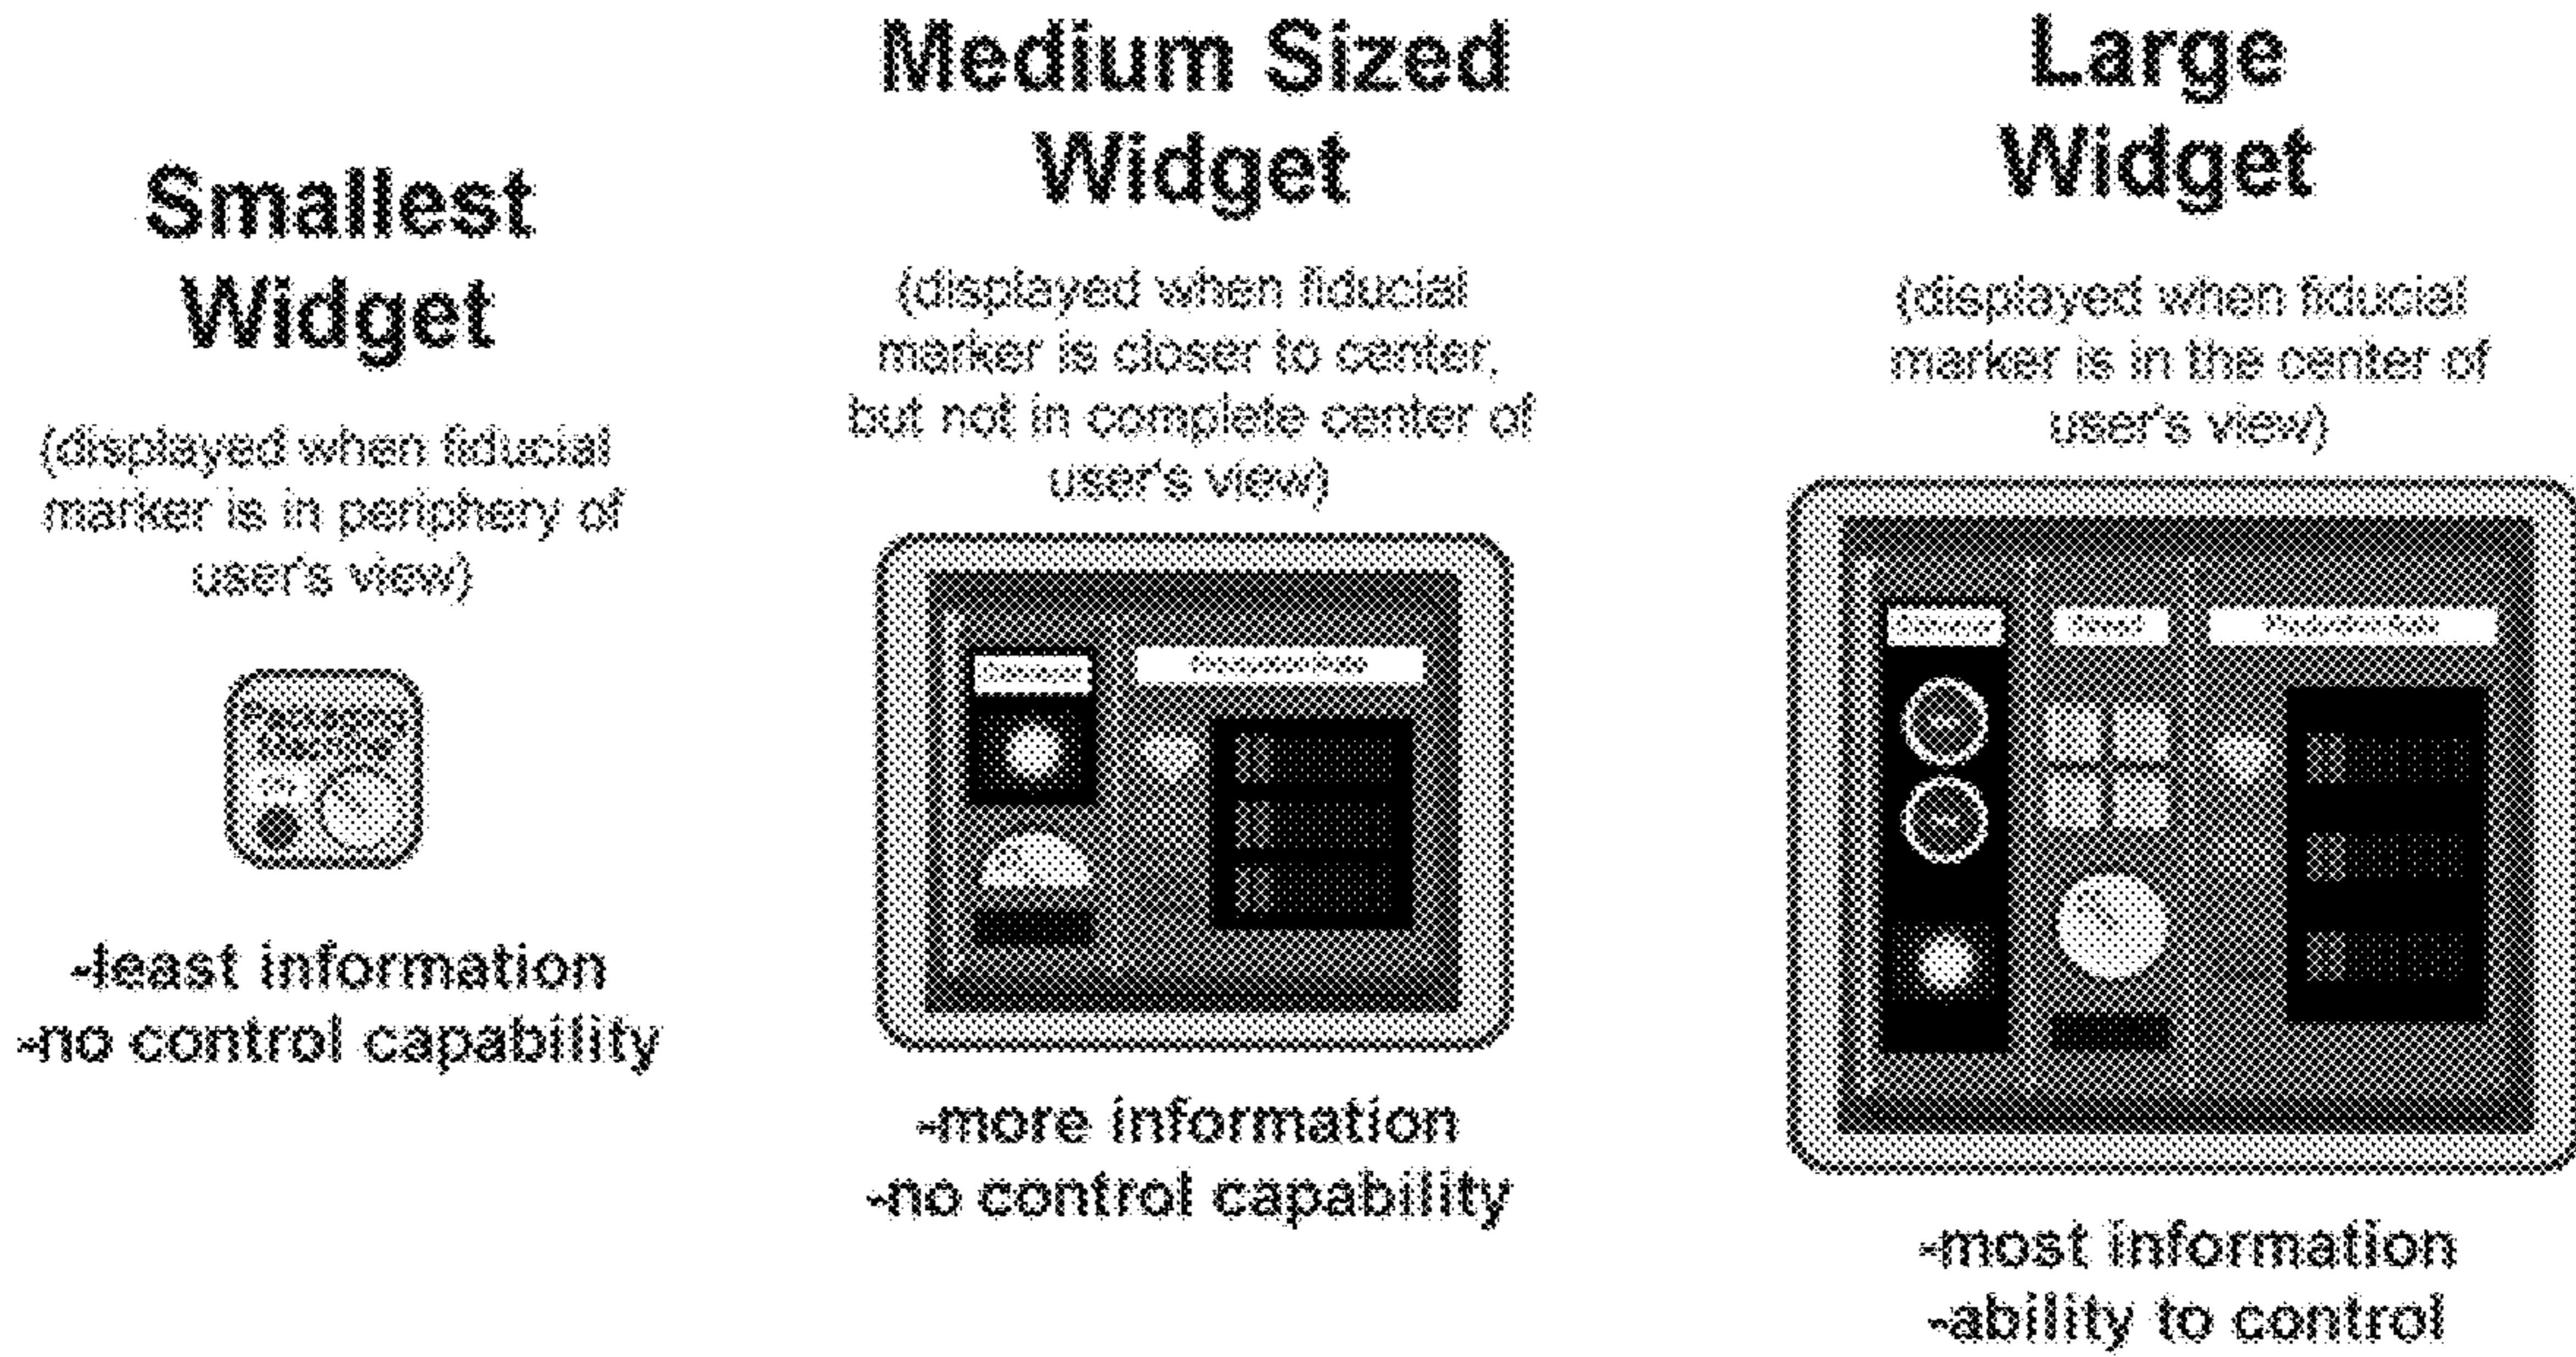 Smallest
Widget
(displayed when fiducial
marker is in periphery of
user's view)
-least information
-no control capability
Medium Sized
Widget
(displayed when fiducial
marker is closer to center,
but not in complete center of
user's view)
-more information
-no control capability
Large
Widget
(displayed when fiducial
marker is in the center of
user's view)
-most information
-ability to control